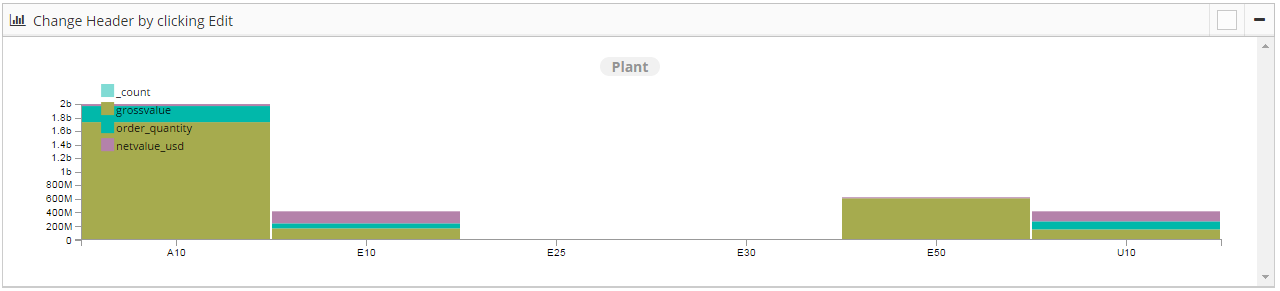 Change Header by clicking Edit
Plant
_count
grossvalue
order_quantity
netvalue_usd
2b
1.8b
1.6b
1.4b
1.2b
1b
800M
600M
400M
200M
0
A10 E10 E25 E30 E50 U10